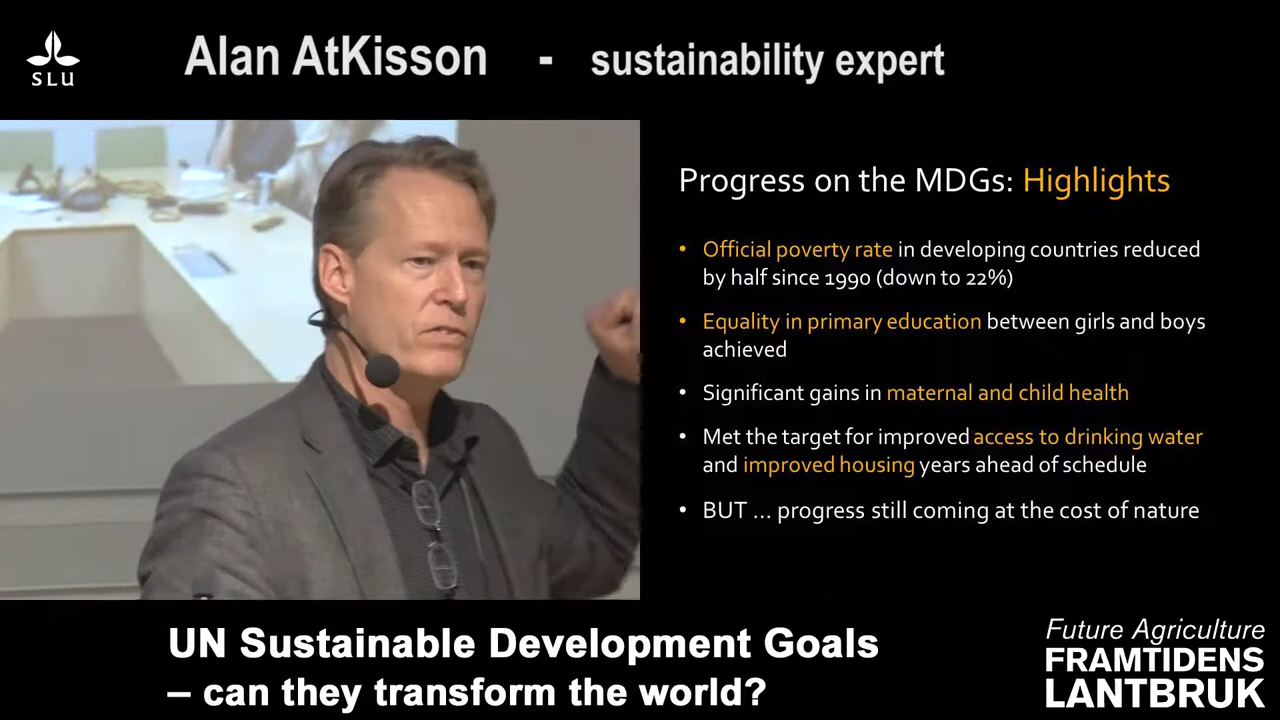 SLU
Alan AtKisson - sustainability expert
Progress on the MDGs: Highlights
• Official poverty rate in developing countries reduced
by half since 1990 (down to 22%)
• Equality in primary education between girls and boys
achieved
• Significant gains in maternal and child health
• Met the target for improved access to drinking water
and improved housing years ahead of schedule
• BUT ... progress still coming at the cost of nature
UN Sustainable Development Goals
– can they transform the world?
Future Agriculture
FRAMTIDENS
LANTBRUK